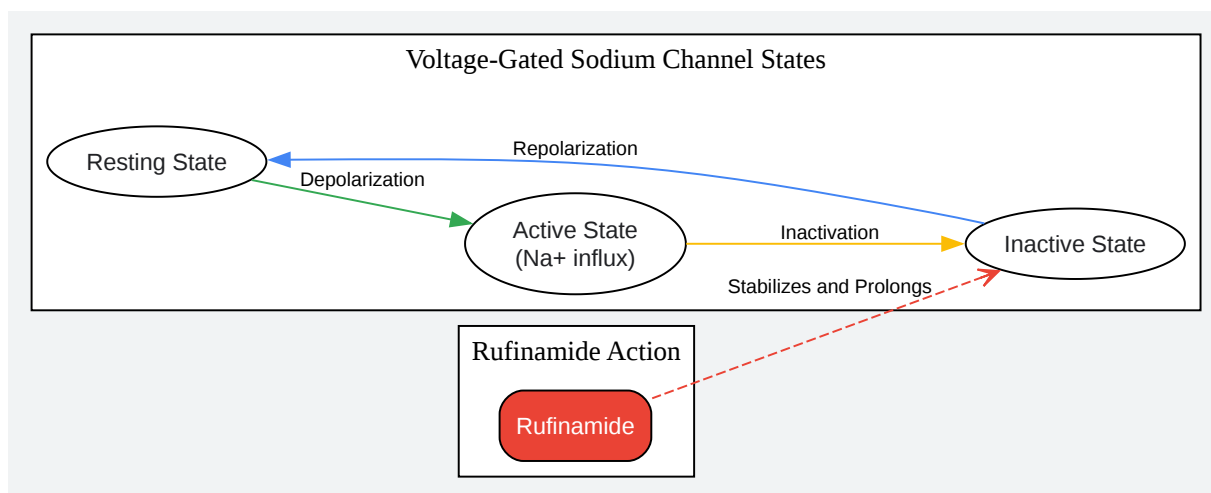 Voltage-Gated Sodium Channel States
Repolarization
Resting State
Depolarization
Active State
(Na+ influx)
Inactivation
Inactive State
Stabilizes and Prolongs
Rufinamide Action
Rufinamide